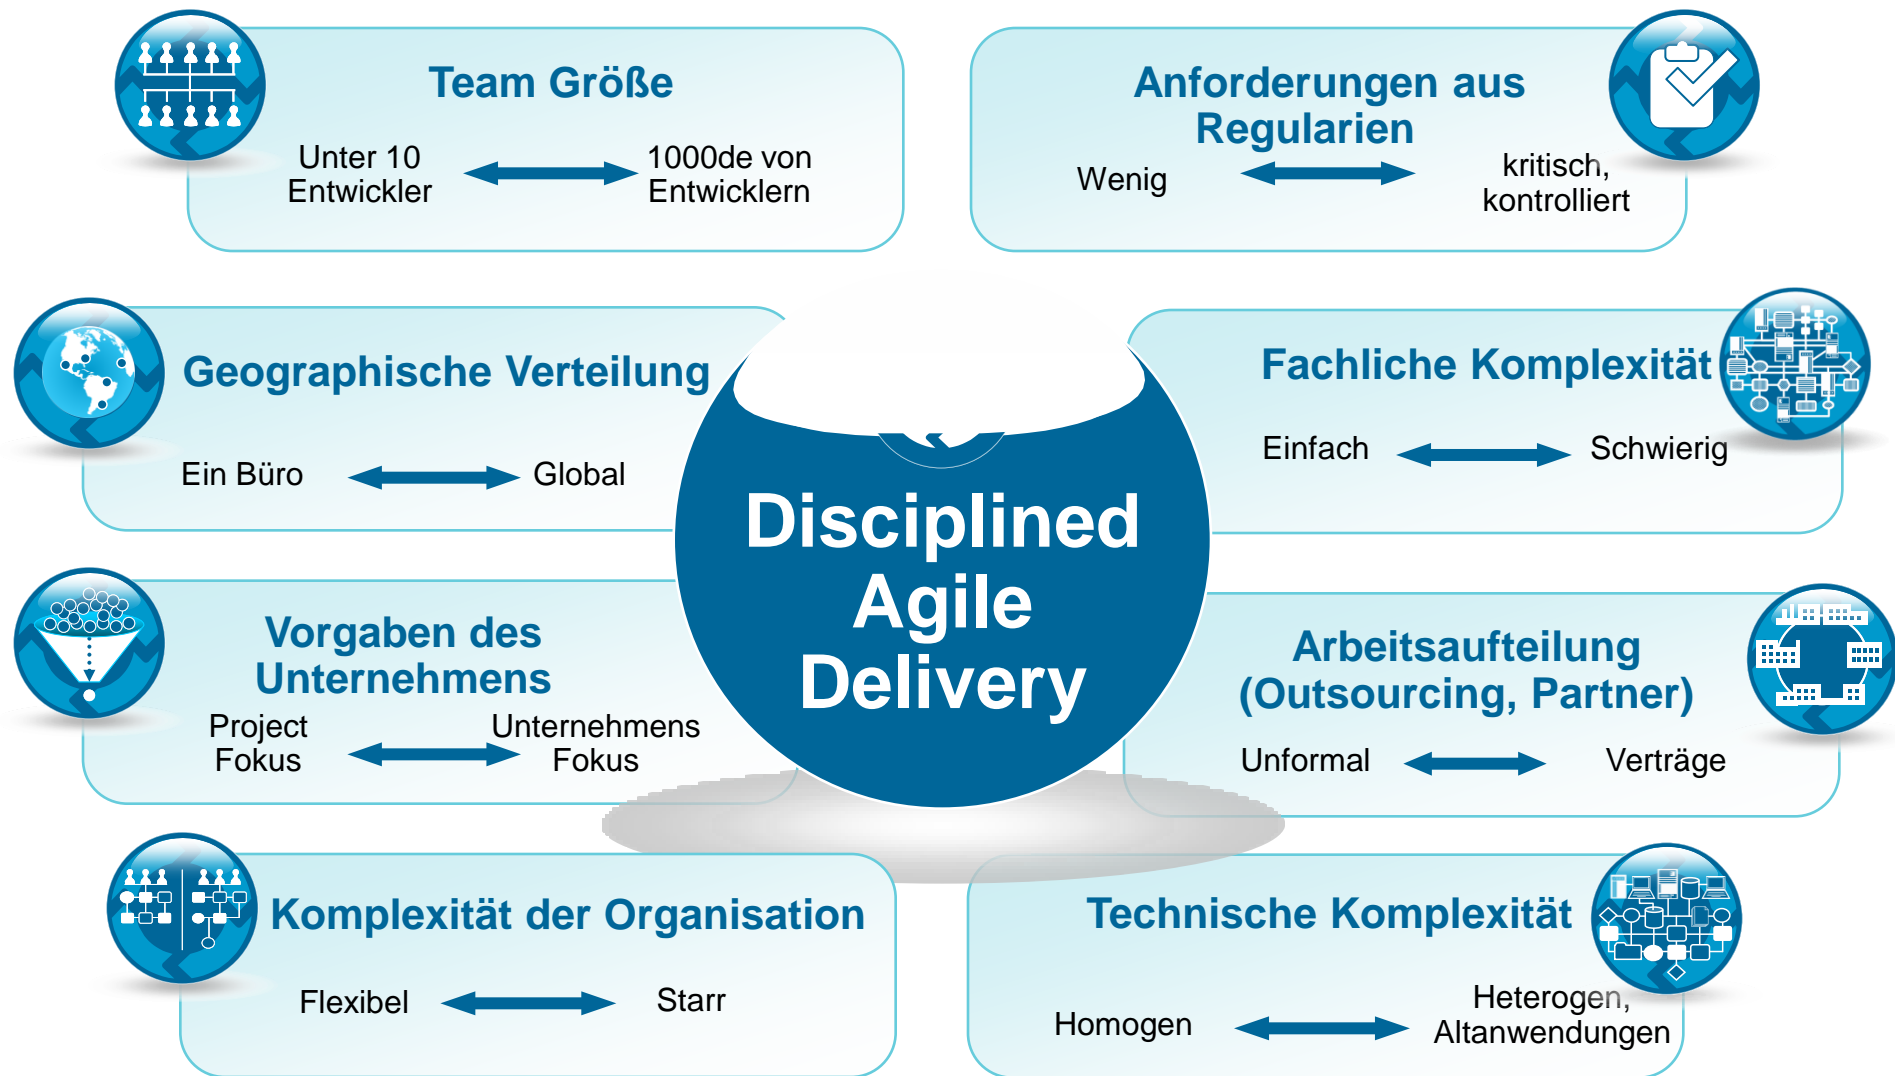 Team Größe
Unter 10
Entwickler
1000de von
Entwicklern
Anforderungen aus
Regularien
Wenig
kritisch,
kontrolliert
Geographische Verteilung
Ein Büro
Global
Fachliche Komplexität
Einfach
Schwierig
Disciplined
Agile
Delivery
Vorgaben des
Unternehmens
Project
Fokus
Unternehmens
Fokus
Arbeitsaufteilung
(Outsourcing, Partner)
Unformal
Verträge
Komplexität der Organisation
Flexibel
Starr
Technische Komplexität
Homogen
Heterogen,
Altanwendungen